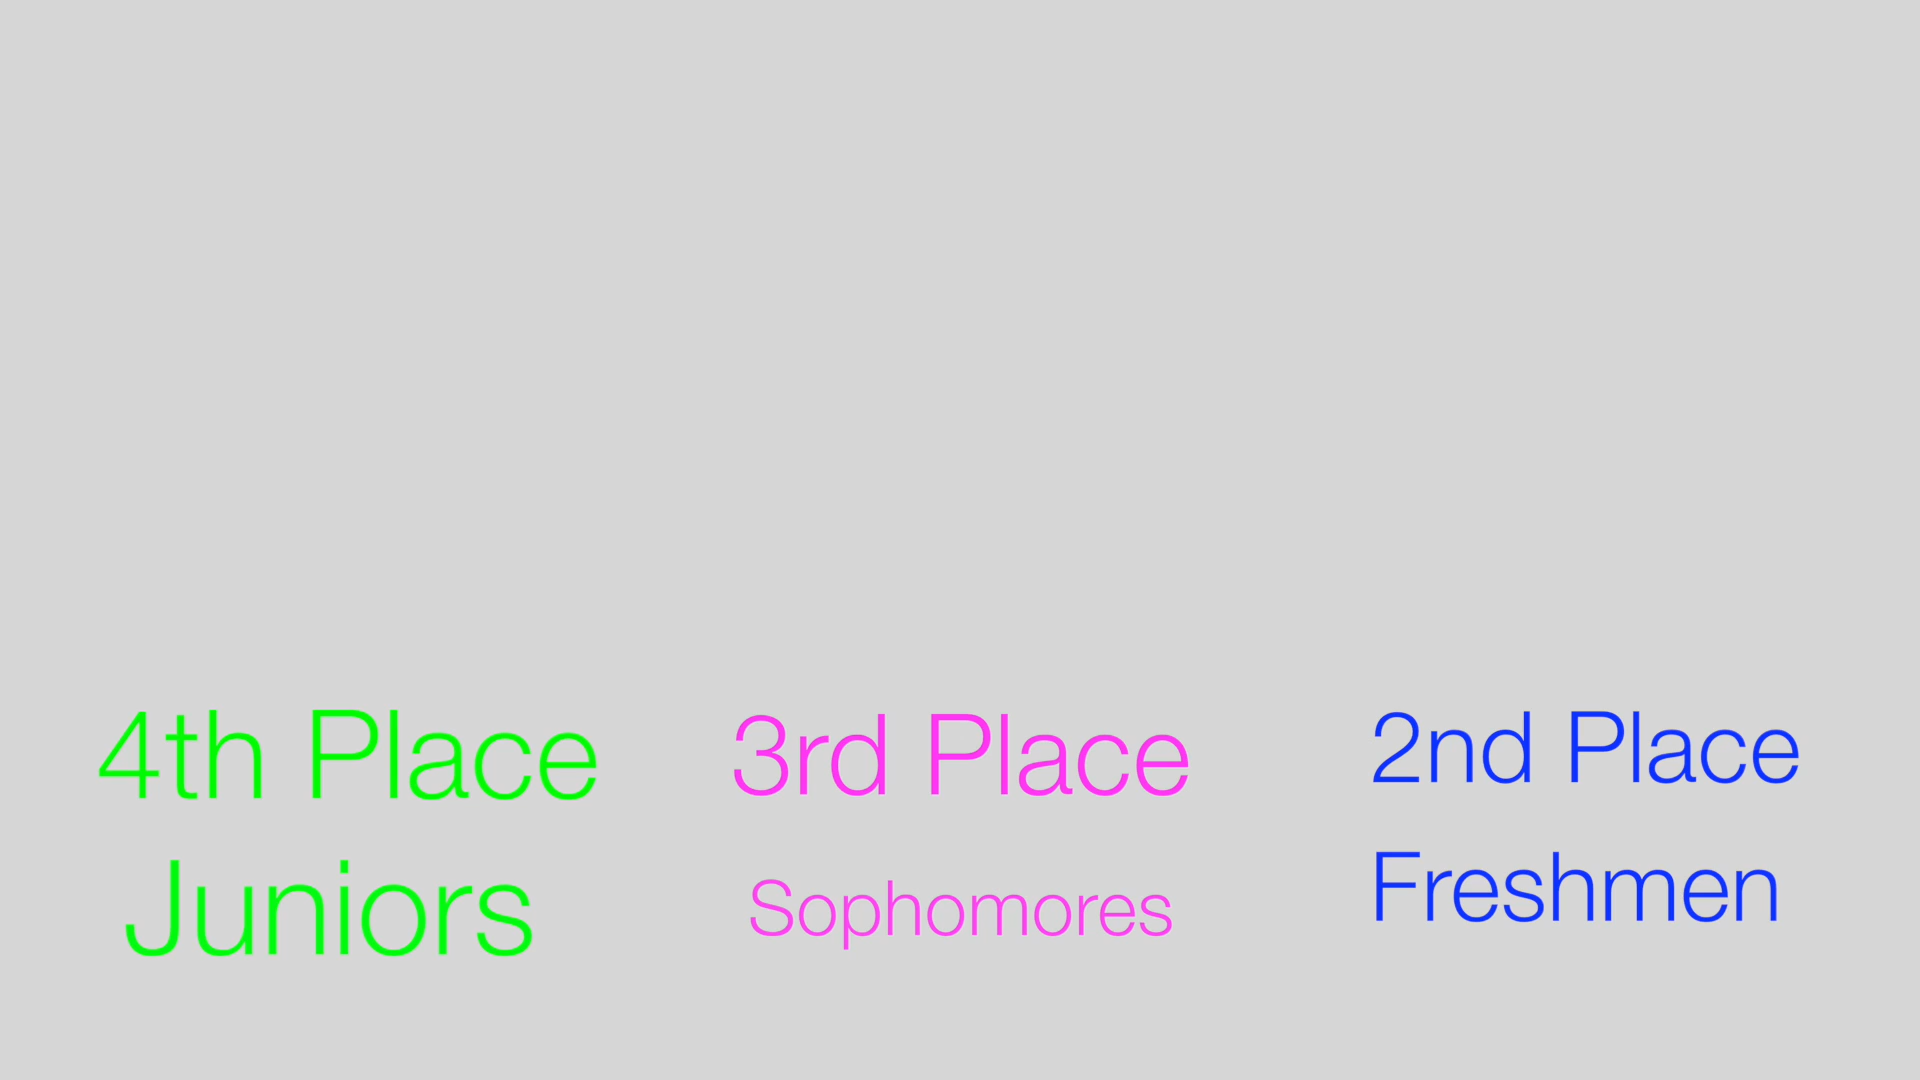 4th Place
Juniors
3rd Place
Sophomores
2nd Place
Freshmen